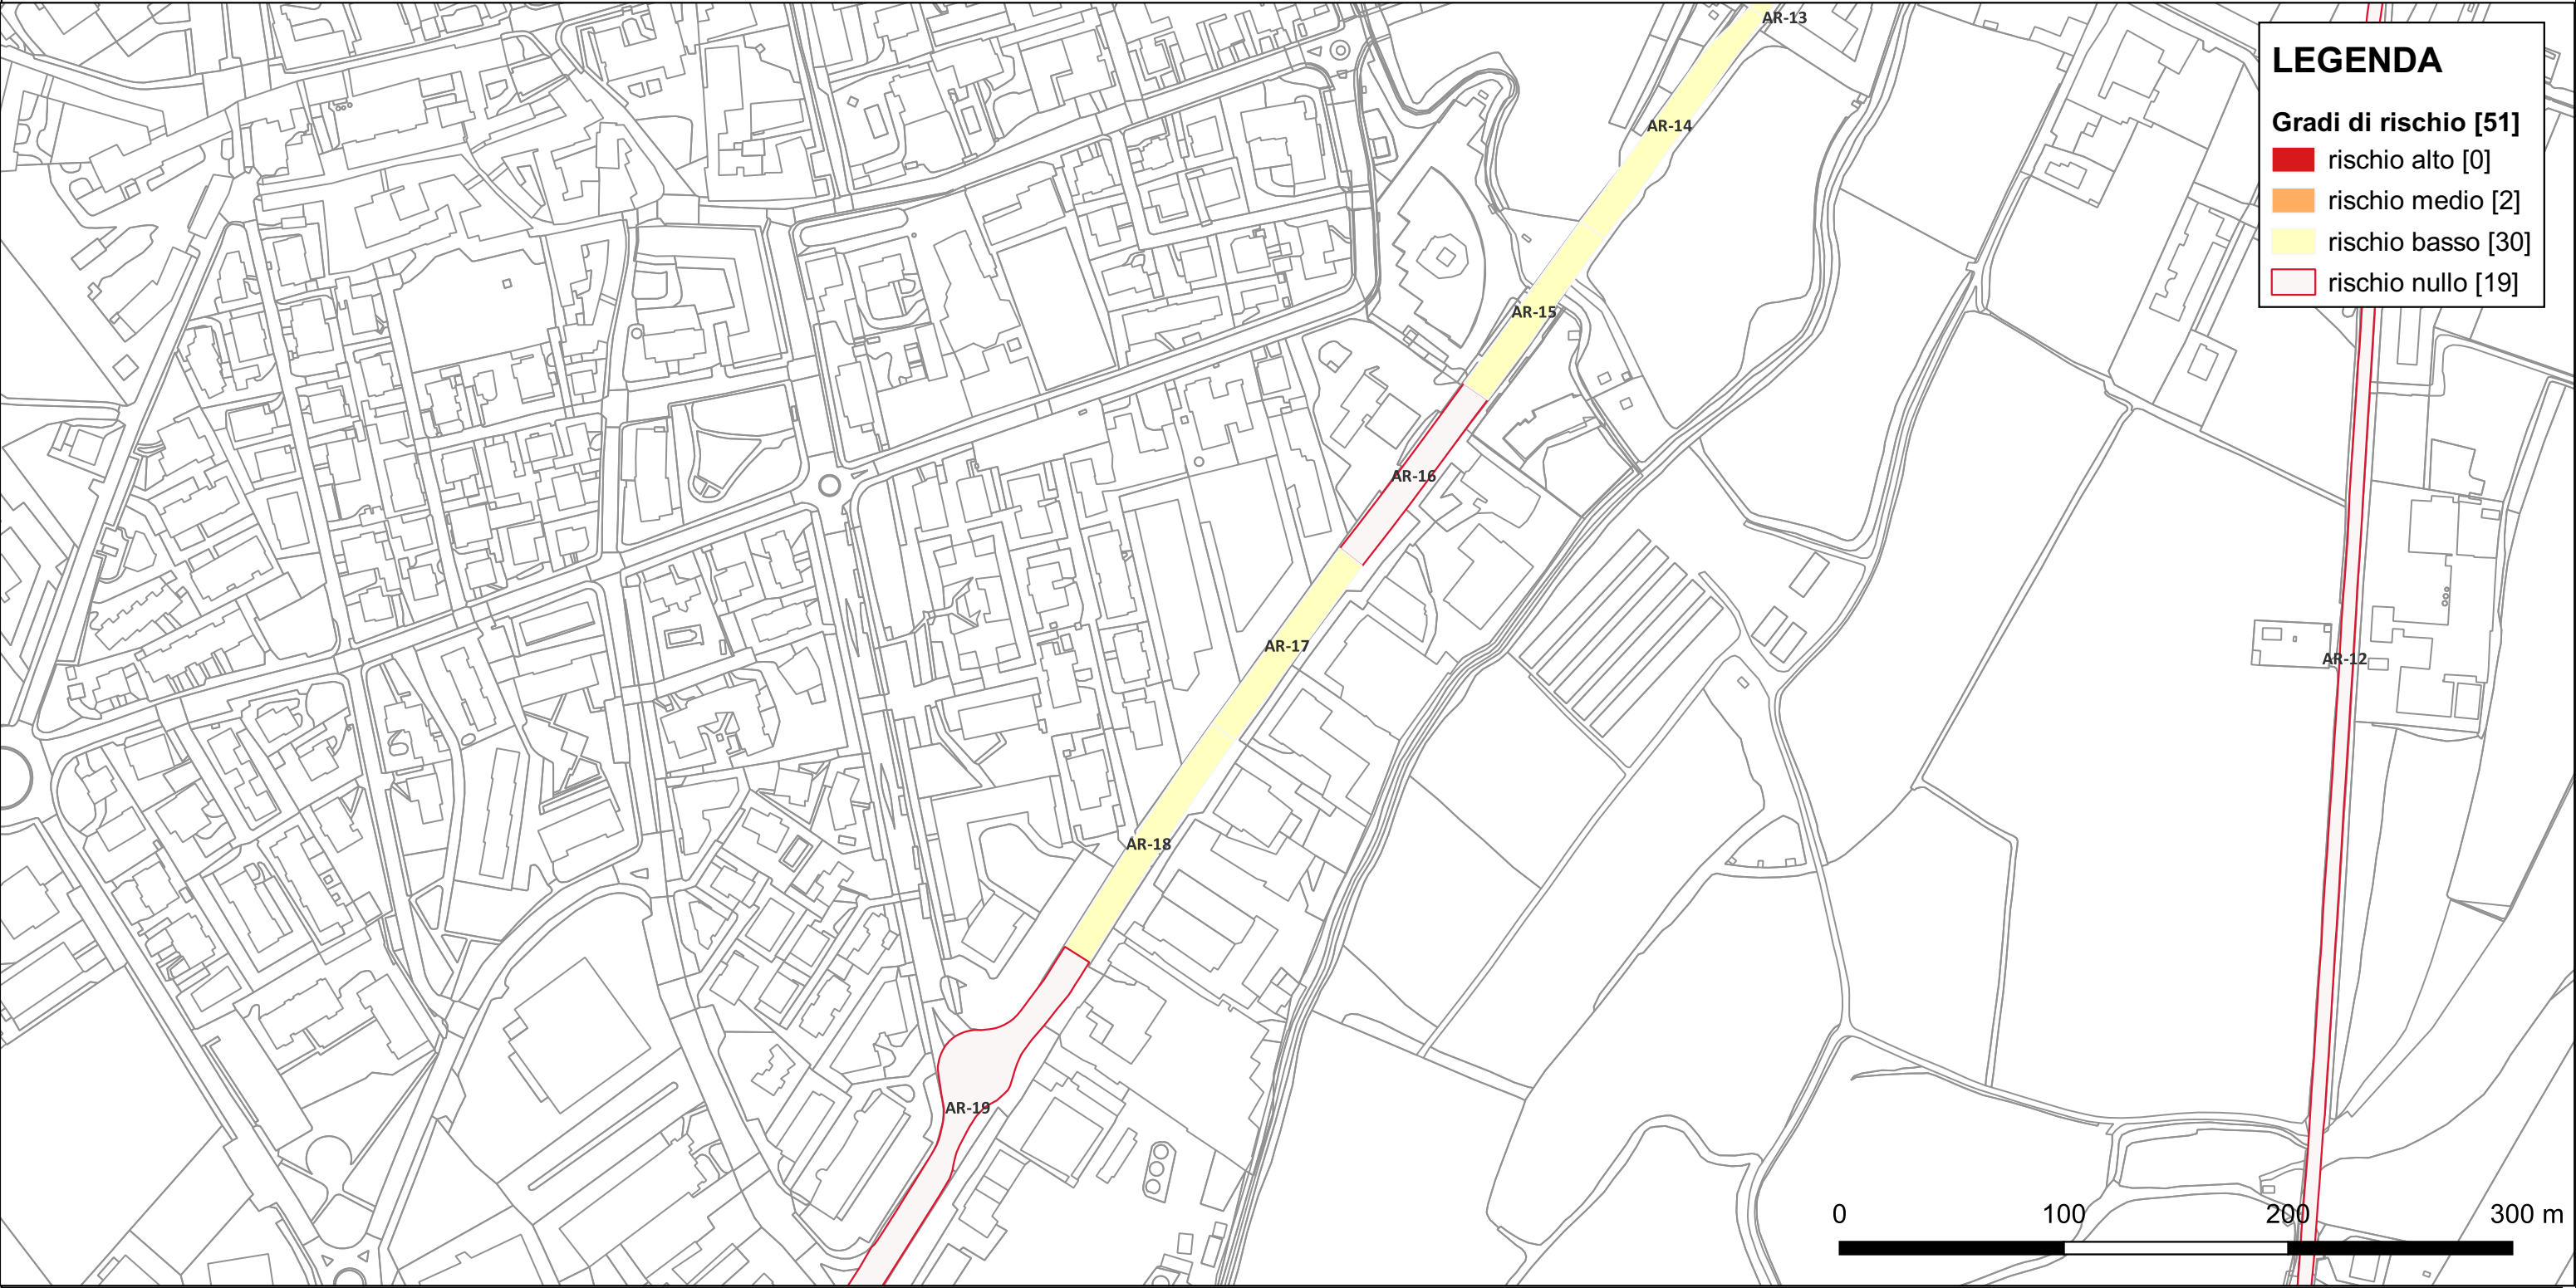 AR-13
LEGENDA
Gradi di rischio [51]
rischio alto [0]
rischio medio [2]
rischio basso [30]
rischio nullo [19]
AR-14
AR-15
AR-16
AR-17
AR-12
AR-18
AR-19
0 100 200 300 m